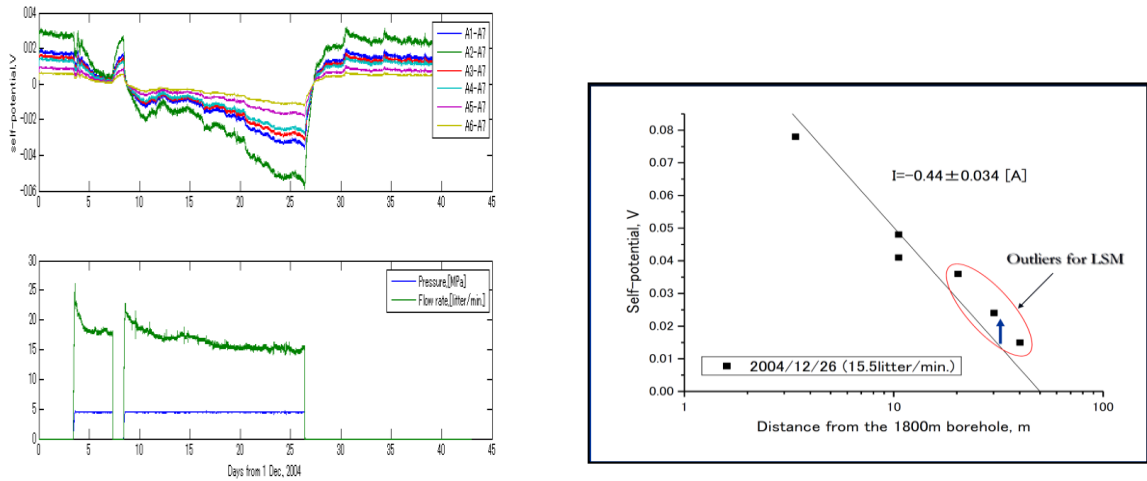 0.04
0.02
0
-0.02
-0.04
-0.06
self-potential,V
A1-A7
A2-A7
A3-A7
A4-A7
A5-A7
A6-A7
0 5 10 15 20 25 30 35 40 45
30
25
20
15
10
5
0
Pressure,[MPa]
Flow rate,[litter/min,]
0 5 10 15 20 25 30 35 40 45
Days from 1 Dec, 2004
0.08
0.07
0.06
0.05
0.04
0.03
0.02
0.01
0.00
Self-potential, V
I=-0.44±0.034 [A]
Outliers for LSM
2004/12/26 (15.5litter/min.)
1 10 100
Distance from the 1800m borehole, m